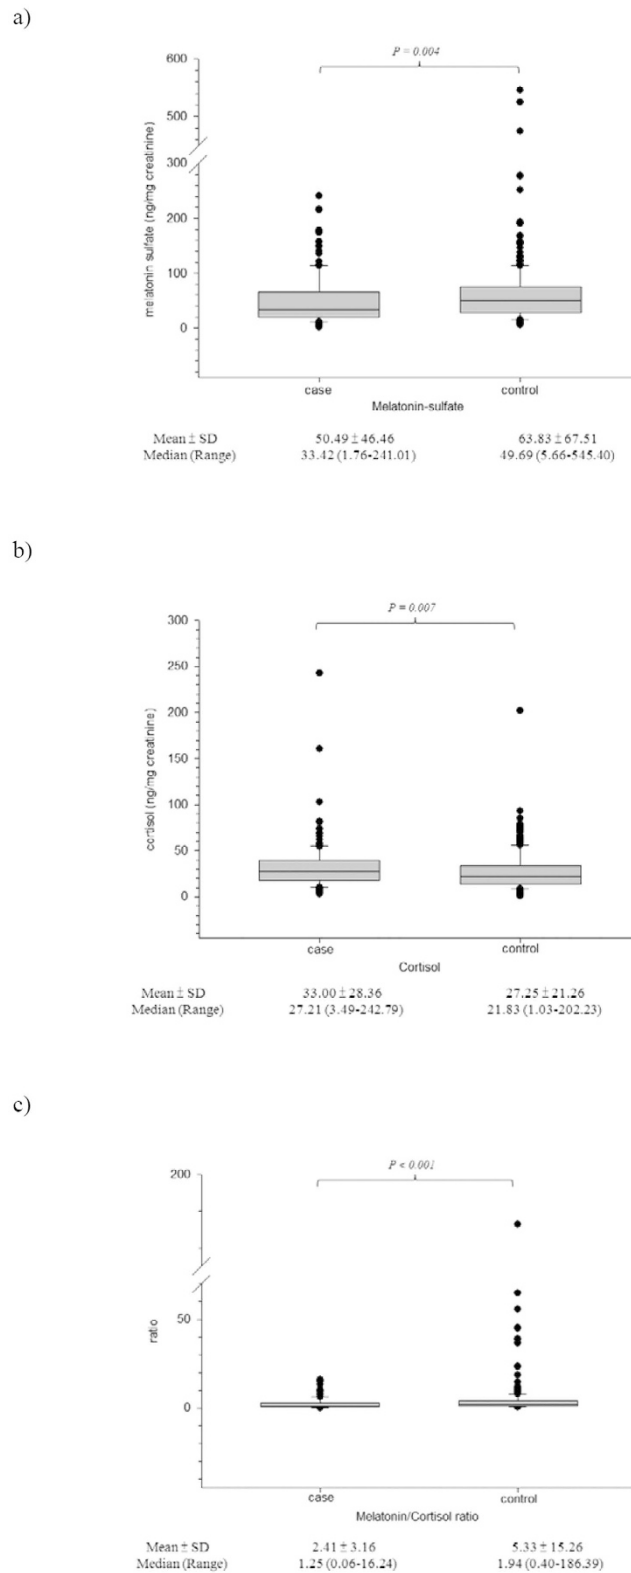 a)
P = 0.004
600
500
300
200
100
0
melatonin sulfate (ng/mg creatinine)
case control
Melatonin-sulfate
Mean ± SD 50.49 ± 46.46 63.83 ± 67.51
Median (Range) 33.42 (1.76-241.01) 49.69 (5.66-545.40)
b)
P = 0.007
300
250
200
150
100
50
0
cortisol (ng/mg creatinine)
case control
Cortisol
Mean ± SD 33.00 ± 28.36 27.25 ± 21.26
Median (Range) 27.21 (3.49-242.79) 21.83 (1.03-202.23)
c)
P < 0.001
200
50
0
ratio
case control
Melatonin/Cortisol ratio
Mean ± SD 2.41 ± 3.16 5.33 ± 15.26
Median (Range) 1.25 (0.06-16.24) 1.94 (0.40-186.39)